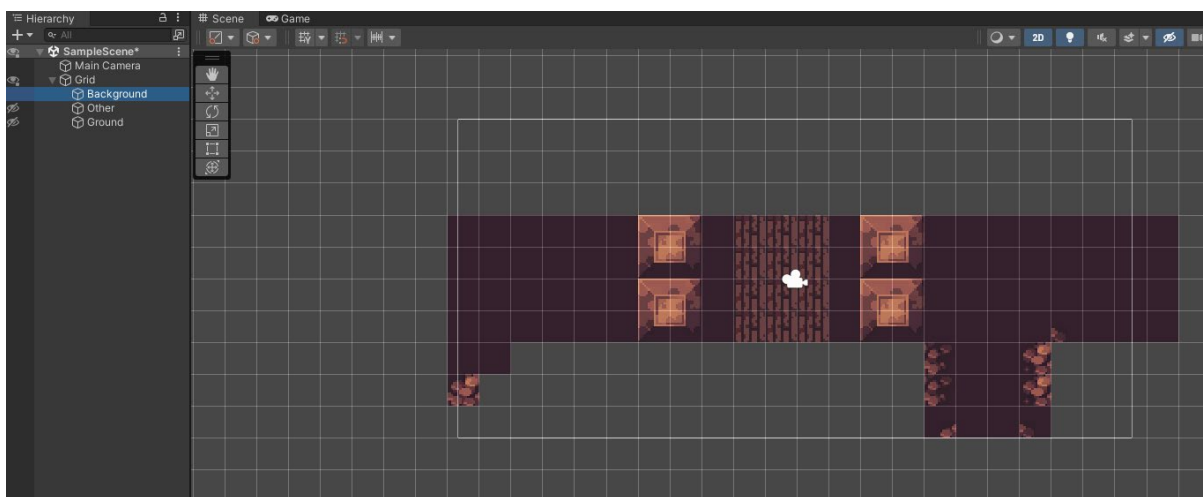 Hierarchy
All
SampleScene*
Main Camera
Grid
Background
Other
Ground
# Scene
Game
2D